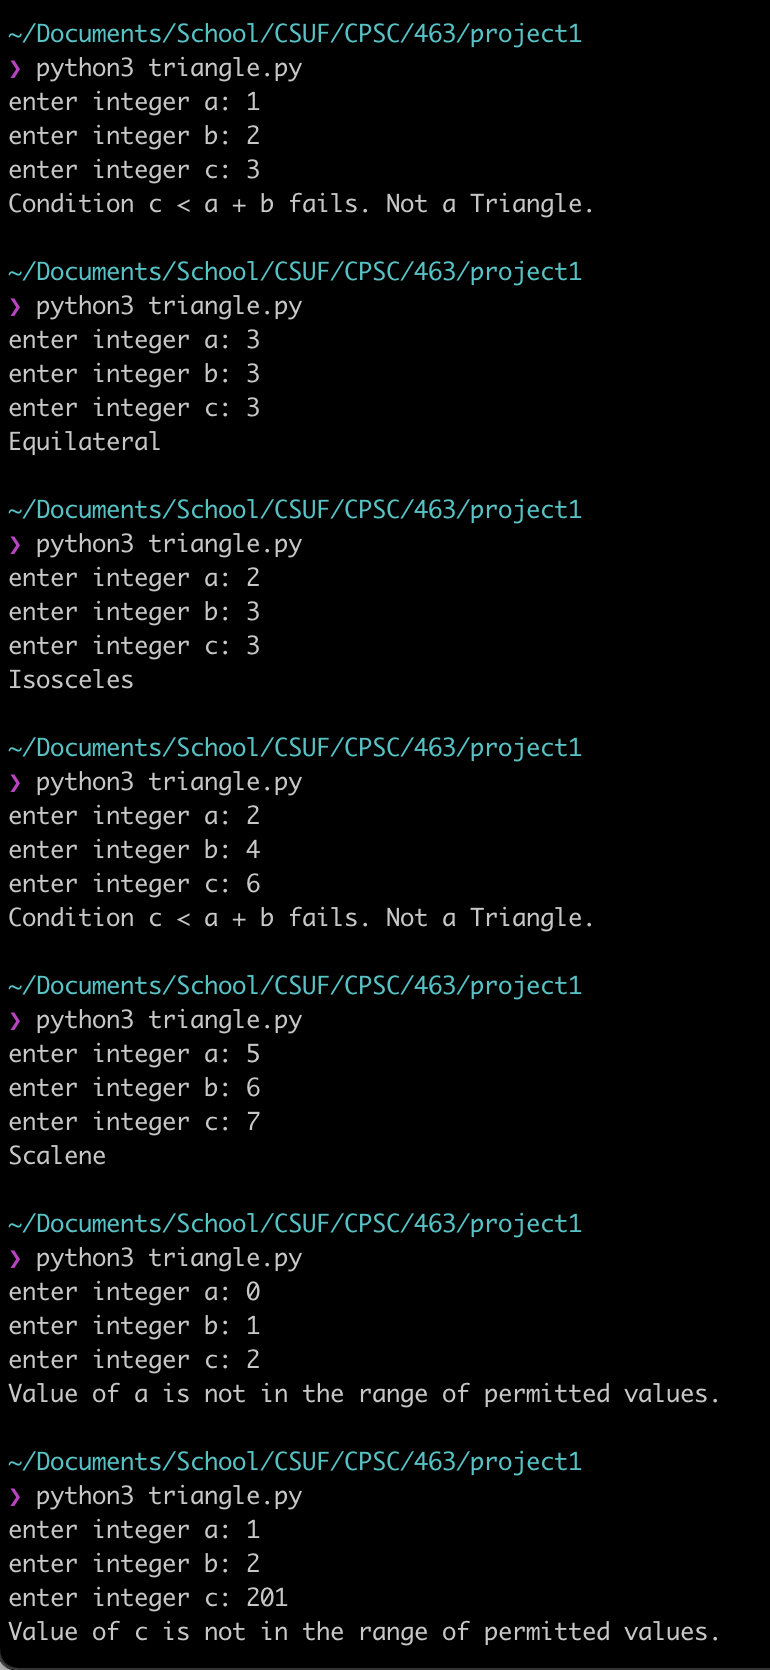 ~/Documents/School/CSUF/CPSC/463/project1
❯ python3 triangle.py
enter integer a: 1
enter integer b: 2
enter integer c: 3
Condition c < a + b fails. Not a Triangle.
~/Documents/School/CSUF/CPSC/463/project1
❯ python3 triangle.py
enter integer a: 3
enter integer b: 3
enter integer c: 3
Equilateral
~/Documents/School/CSUF/CPSC/463/project1
❯ python3 triangle.py
enter integer a: 2
enter integer b: 3
enter integer c: 3
Isosceles
~/Documents/School/CSUF/CPSC/463/project1
❯ python3 triangle.py
enter integer a: 2
enter integer b: 4
enter integer c: 6
Condition c < a + b fails. Not a Triangle.
~/Documents/School/CSUF/CPSC/463/project1
❯ python3 triangle.py
enter integer a: 5
enter integer b: 6
enter integer c: 7
Scalene
~/Documents/School/CSUF/CPSC/463/project1
❯ python3 triangle.py
enter integer a: 0
enter integer b: 1
enter integer c: 2
Value of a is not in the range of permitted values.
~/Documents/School/CSUF/CPSC/463/project1
❯ python3 triangle.py
enter integer a: 1
enter integer b: 2
enter integer c: 201
Value of c is not in the range of permitted values.